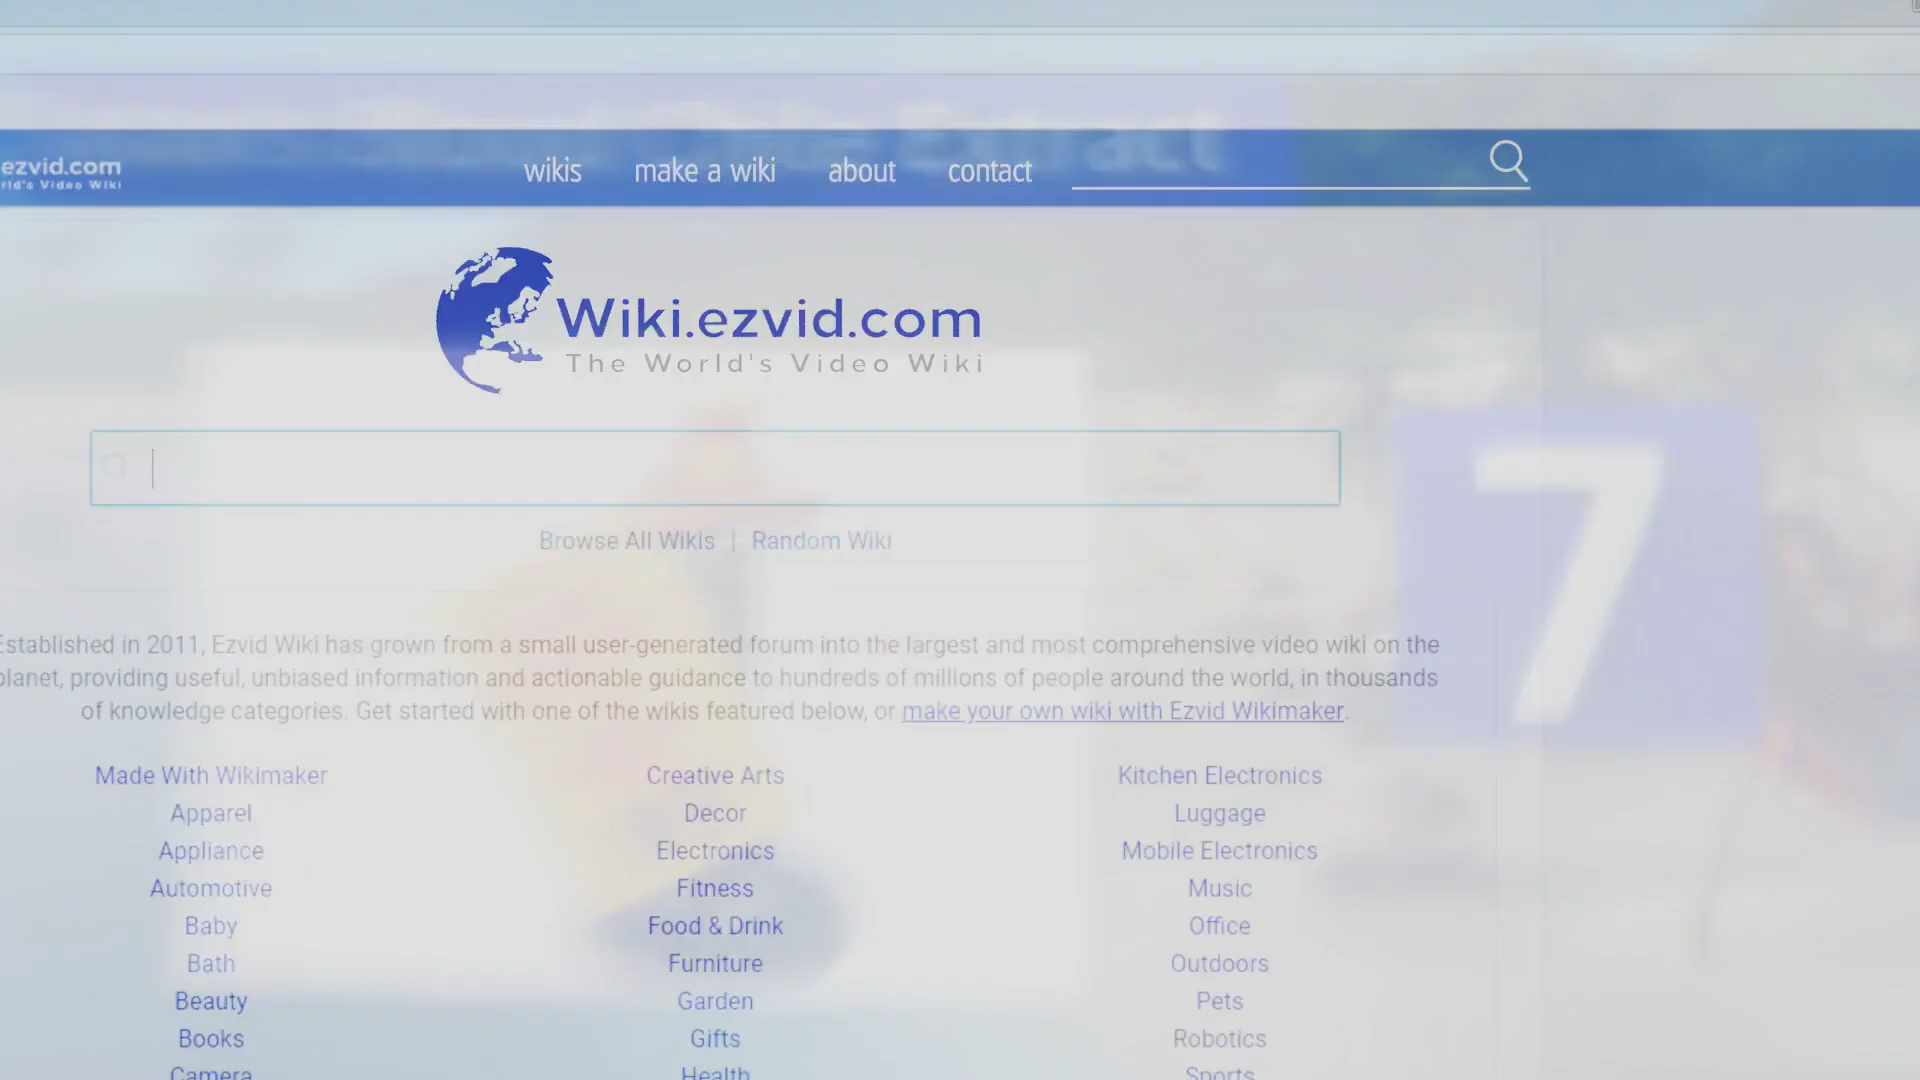 ezvid.com
wikis make a wiki about contact
Wiki.ezvid.com
The World's Video Wiki
Browse All Wikis | Random Wiki
7
Established in 2011, Ezvid Wiki has grown from a small user-generated forum into the largest and most comprehensive video wiki on the
planet, providing useful, unbiased information and actionable guidance to hundreds of millions of people around the world, in thousands
of knowledge categories. Get started with one of the wikis featured below, or make your own wiki with Ezvid Wikimaker.
Made With Wikimaker Creative Arts Kitchen Electronics
Apparel Decor Luggage
Appliance Electronics Mobile Electronics
Automotive Fitness Music
Baby Food & Drink Office
Bath Furniture Outdoors
Beauty Garden Pets
Books Gifts Robotics
Camera Health Sports